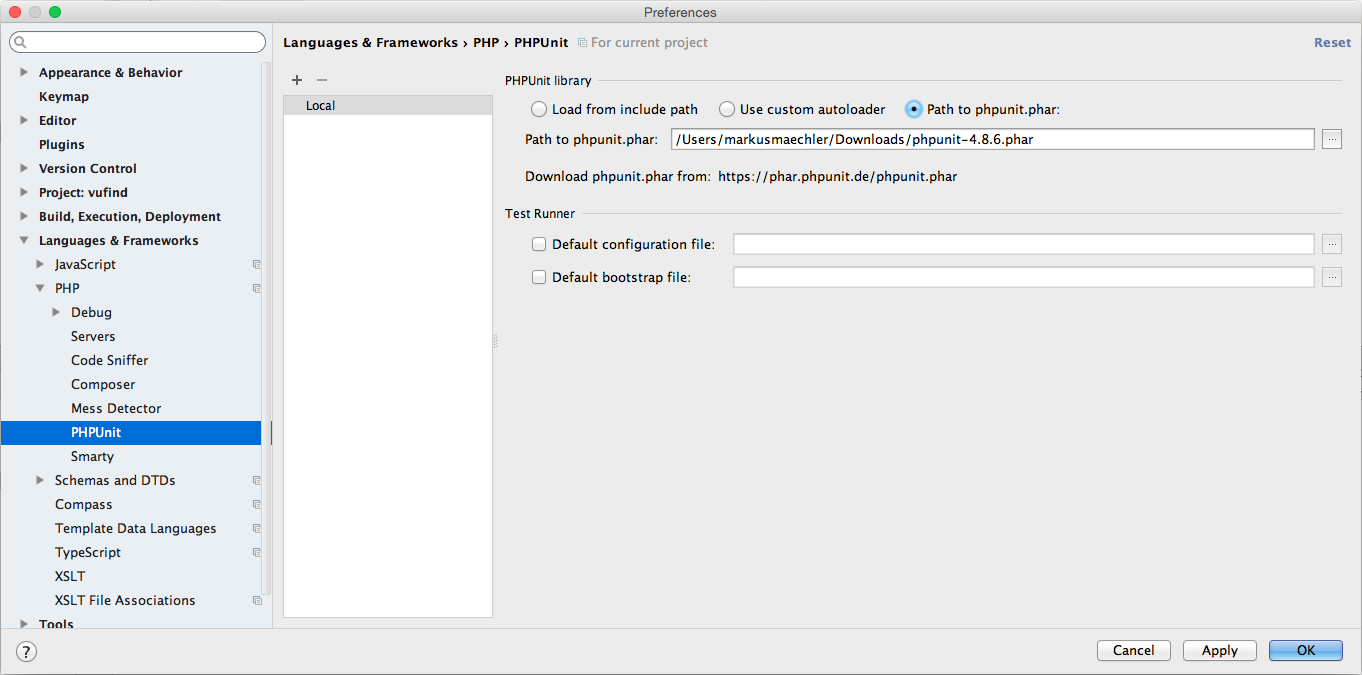 Preferences
Languages & Frameworks › PHP › PHPUnit For current project Reset
Appearance & Behavior
Keymap
Editor
Plugins
Version Control
Project: vufind
Build, Execution, Deployment
Languages & Frameworks
JavaScript
PHP
Debug
Servers
Code Sniffer
Composer
Mess Detector
PHPUnit
Smarty
Schemas and DTDs
Compass
Template Data Languages
TypeScript
XSLT
XSLT File Associations
Tools
+ −
Local
PHPUnit library
Load from include path Use custom autoloader Path to phpunit.phar:
Path to phpunit.phar: /Users/markusmaechler/Downloads/phpunit-4.8.6.phar ...
Download phpunit.phar from: https://phar.phpunit.de/phpunit.phar
Test Runner
Default configuration file: ...
Default bootstrap file: ...
? Cancel Apply OK